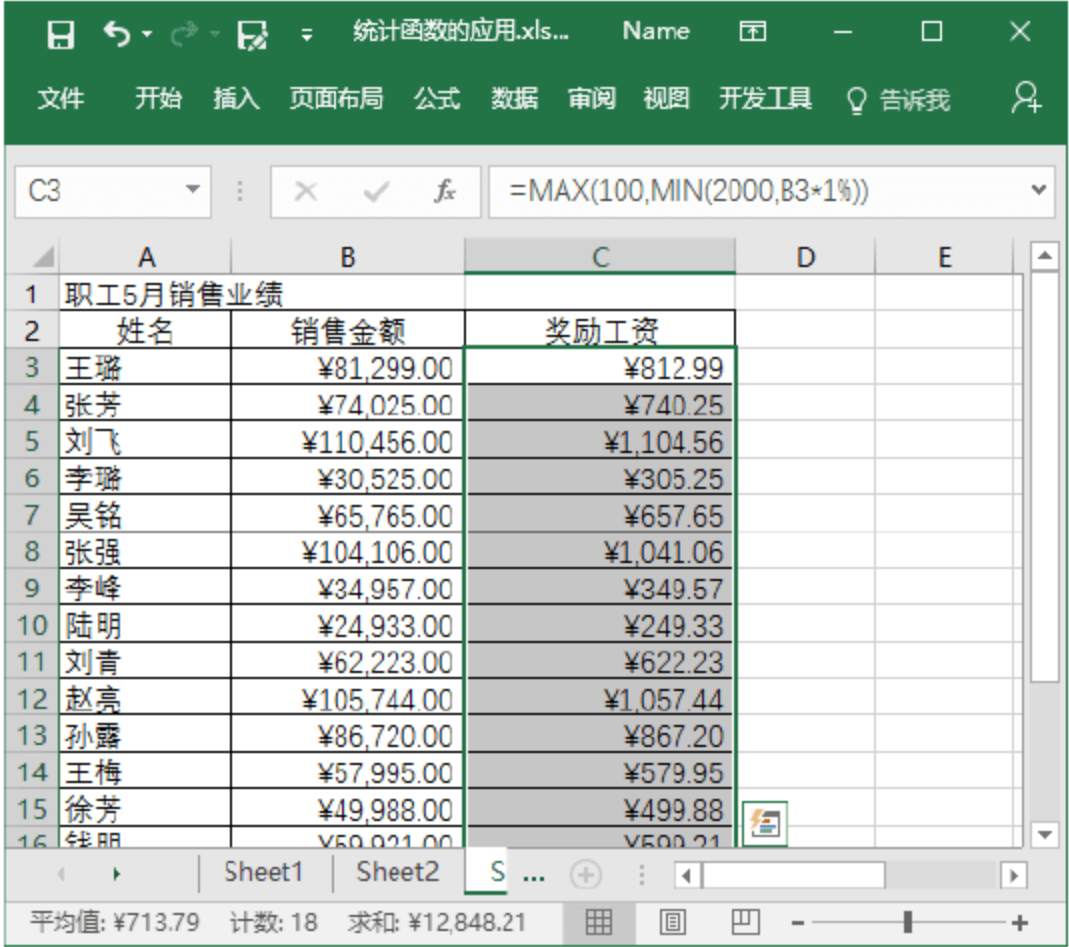 统计函数的应用.xls... Name
文件 开始 插入 页面布局 公式 数据 审阅 视图 开发工具 告诉我
C3 fx =MAX(100,MIN(2000,B3*1%))
A B C D E
1 职工5月销售业绩
2 姓名 销售金额 奖励工资
3 王璐 ¥81,299.00 ¥812.99
4 张芳 ¥74,025.00 ¥740.25
5 刘飞 ¥110,456.00 ¥1,104.56
6 李璐 ¥30,525.00 ¥305.25
7 吴铭 ¥65,765.00 ¥657.65
8 张强 ¥104,106.00 ¥1,041.06
9 李峰 ¥34,957.00 ¥349.57
10 陆明 ¥24,933.00 ¥249.33
11 刘青 ¥62,223.00 ¥622.23
12 赵亮 ¥105,744.00 ¥1,057.44
13 孙露 ¥86,720.00 ¥867.20
14 王梅 ¥57,995.00 ¥579.95
15 徐芳 ¥49,988.00 ¥499.88
16
Sheet1 Sheet2 S ...
平均值: ¥713.79 计数: 18 求和: ¥12,848.21